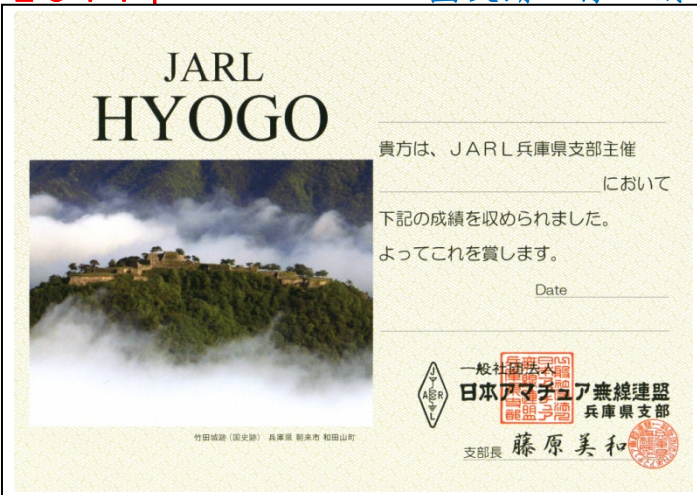 JARL
HYOGO
貴方は、JARL兵庫県支部主催
において
下記の成績を収められました。
よってこれを賞します。
Date
一般社団法人
日本アマチュア無線連盟
兵庫県支部
支部長 藤原美和
竹田城跡(国史跡) 兵庫県 朝来市 和田山町